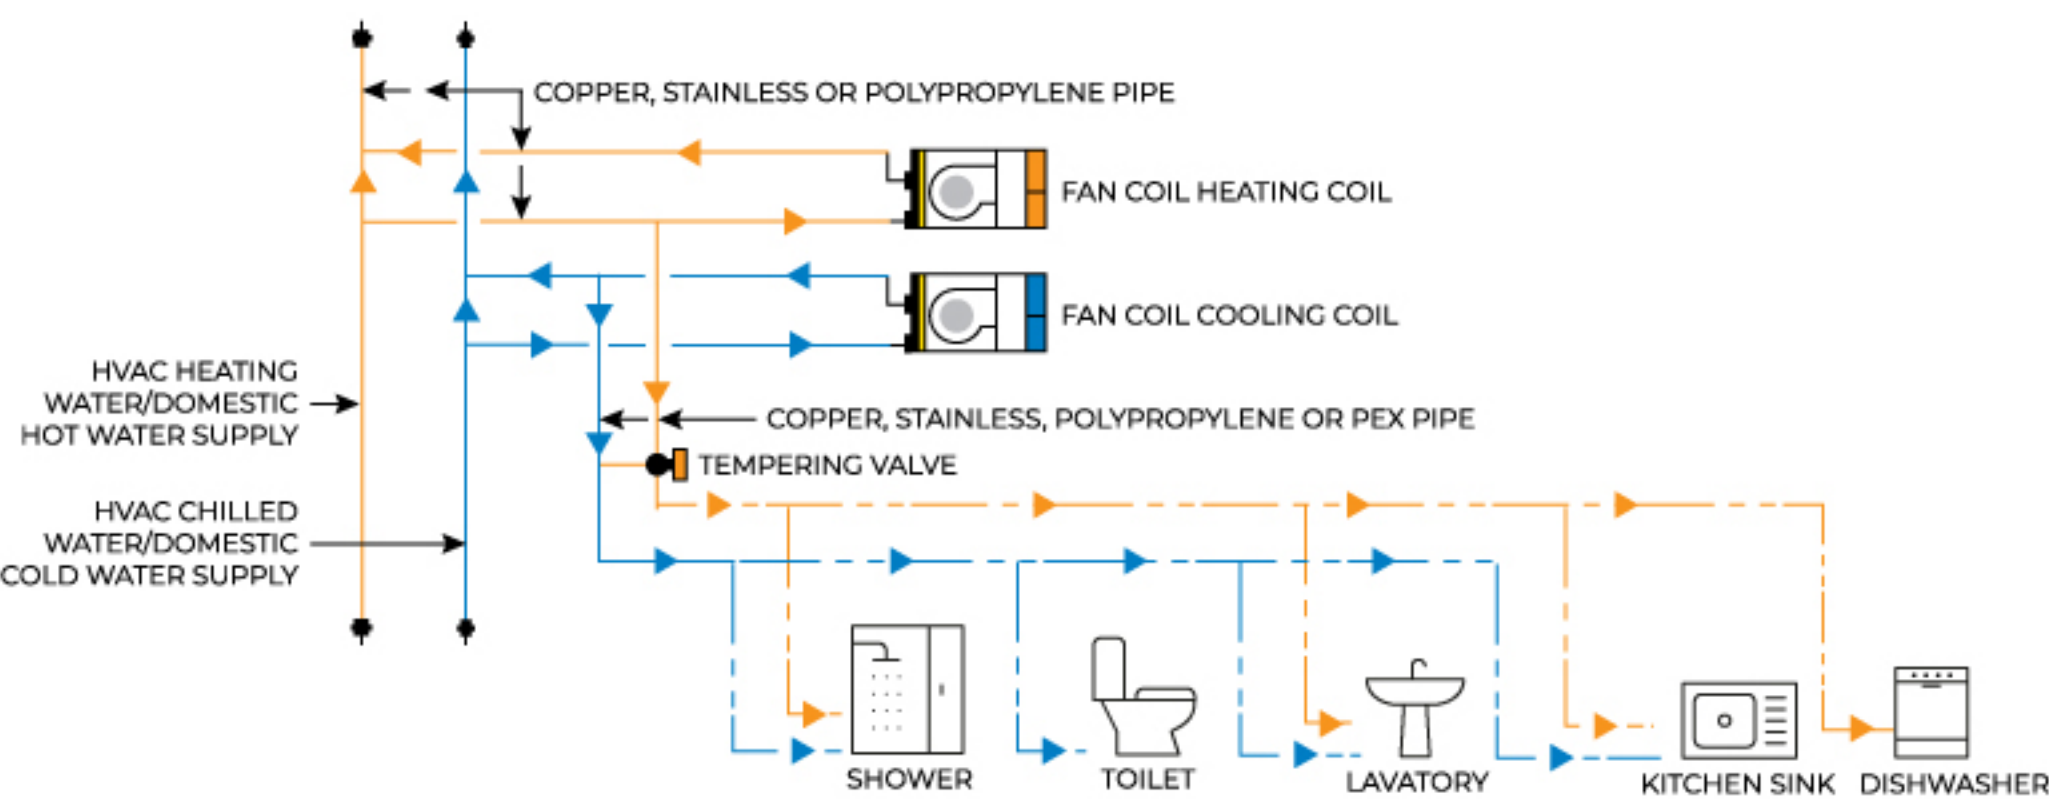 COPPER, STAINLESS OR POLYPROPYLENE PIPE
FAN COIL HEATING COIL
FAN COIL COOLING COIL
HVAC HEATING
WATER/DOMESTIC
HOT WATER SUPPLY
COPPER, STAINLESS, POLYPROPYLENE OR PEX PIPE
TEMPERING VALVE
HVAC CHILLED
WATER/DOMESTIC
COLD WATER SUPPLY
SHOWER
TOILET
LAVATORY
KITCHEN SINK
DISHWASHER